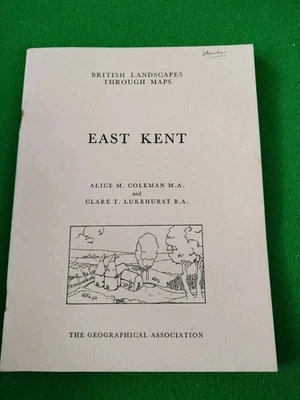 BRITISH LANDSCAPES
THROUGH MAPS
EAST KENT
ALICE M. COLEMAN M.A.
and
CLARE T. LUKEHURST B.A.
THE GEOGRAPHICAL ASSOCIATION